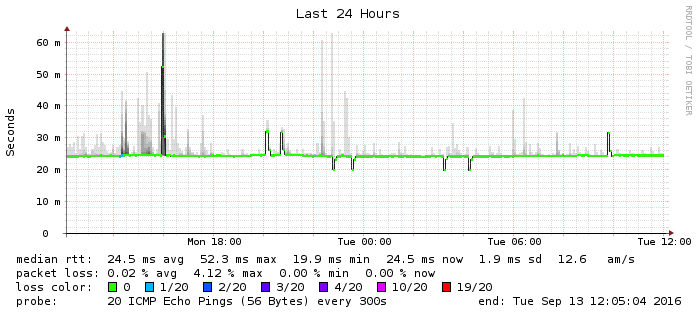 Last 24 Hours
RRDTOOL / TOBI OETIKER
Seconds
60 m
50 m
40 m
30 m
20 m
10 m
0
Mon 18:00 Tue 00:00 Tue 06:00 Tue 12:00
median rtt: 24.5 ms avg 52.3 ms max 19.9 ms min 24.5 ms now 1.9 ms sd 12.6 am/s
packet loss: 0.02 % avg 4.12 % max 0.00 % min 0.00 % now
loss color: 0 1/20 2/20 3/20 4/20 10/20 19/20
probe: 20 ICMP Echo Pings (56 Bytes) every 300s end: Tue Sep 13 12:05:04 2016